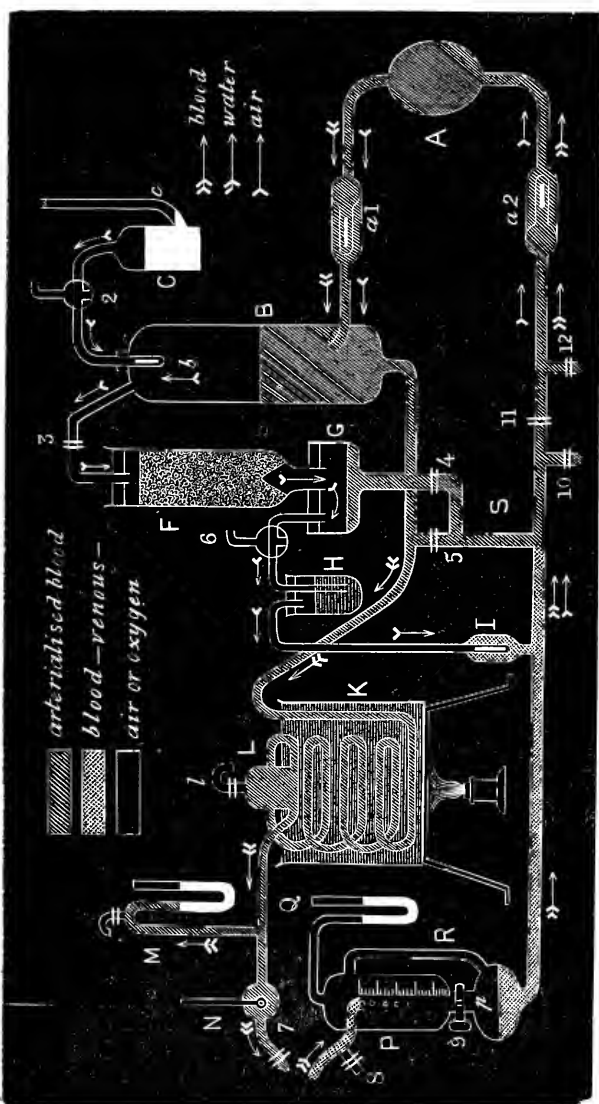 arterialised blood
blood-venous-
air or oxygen
blood
water
air
M
N
7
8
P
9
p
Q
R
l
L
K
I
H
6
F
G
3
2
C
c
b
B
4
5
S
10
11
12
a1
a2
A